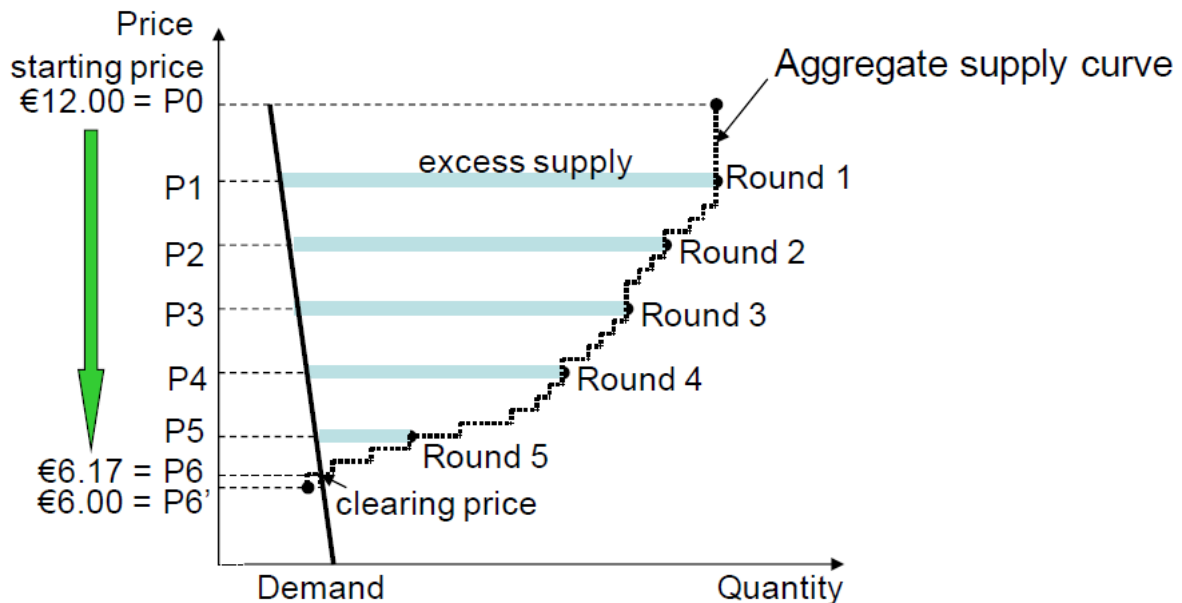 Price
starting price
€12.00 = P0
Aggregate supply curve
excess supply
P1
Round 1
P2
Round 2
P3
Round 3
P4
Round 4
P5
Round 5
€6.17 = P6
€6.00 = P6’
clearing price
Demand
Quantity